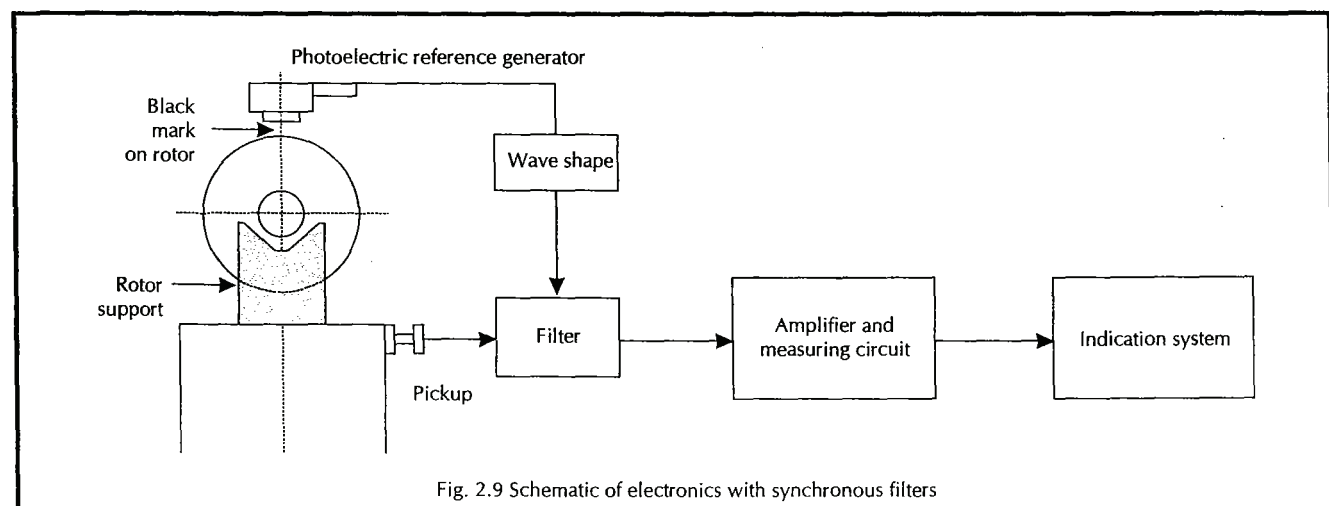 Photoelectric reference generator
Black
mark
on rotor
Wave shape
Rotor
support
Filter
Amplifier and
measuring circuit
Indication system
Pickup
Fig. 2.9 Schematic of electronics with synchronous filters